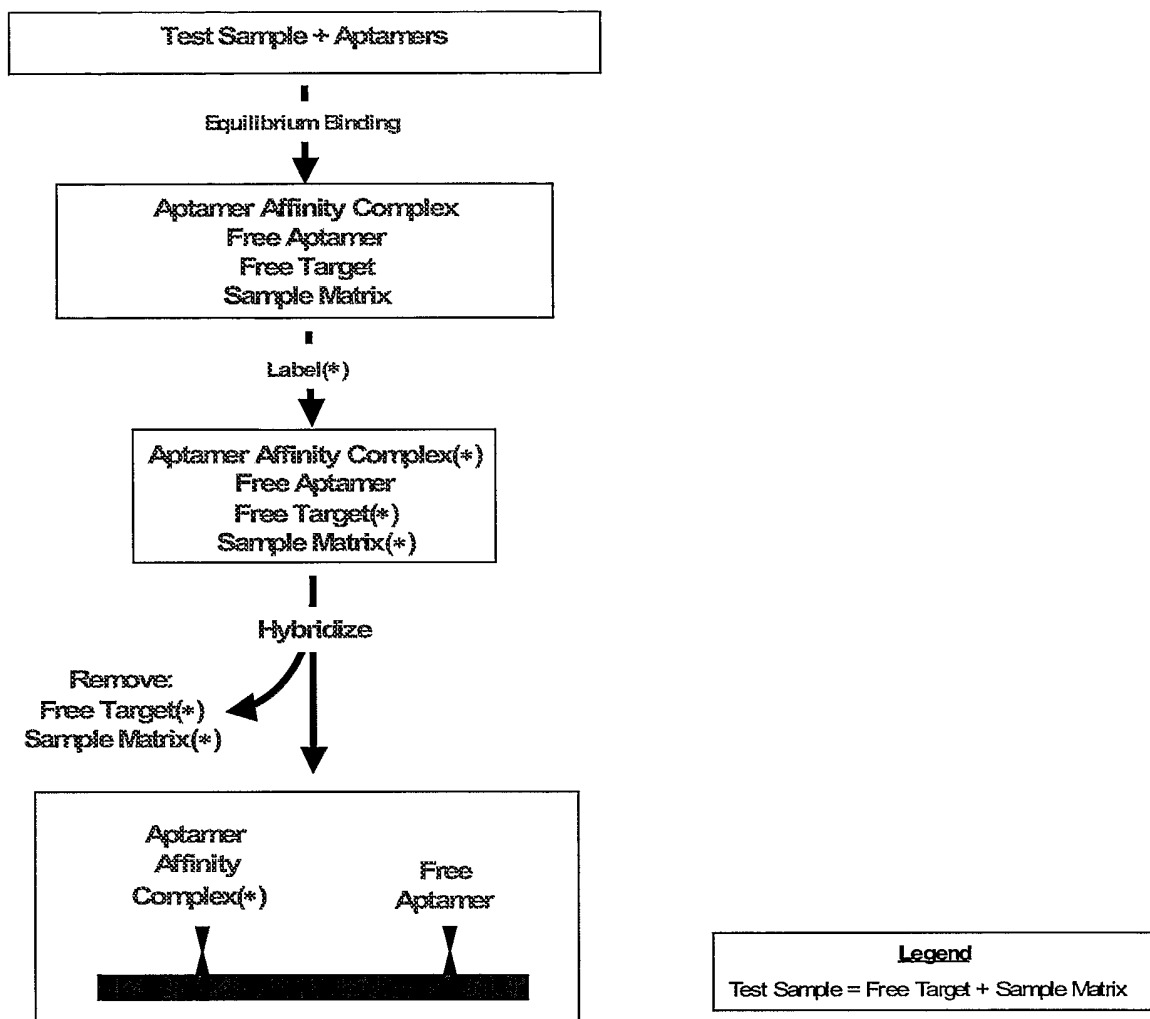 Test Sample + Aptamers
Equilibrium Binding
Aptamer Affinity Complex
Free Aptamer
Free Target
Sample Matrix
Label(*)
Aptamer Affinity Complex(*)
Free Aptamer
Free Target(*)
Sample Matrix(*)
Hybridize
Remove:
Free Target(*)
Sample Matrix(*)
Aptamer
Affinity
Complex(*)
Free
Aptamer
Legend
Test Sample = Free Target + Sample Matrix